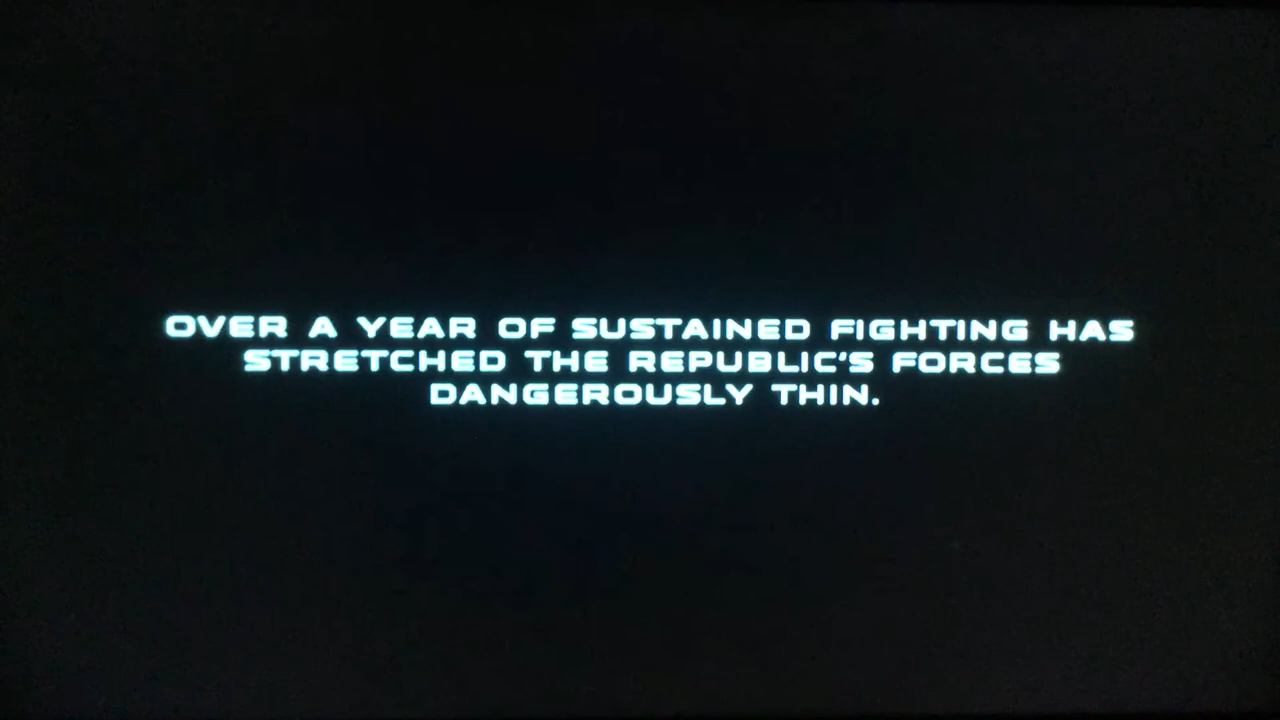 OVER A YEAR OF SUSTAINED FIGHTING HAS
STRETCHED THE REPUBLIC'S FORCES
DANGEROUSLY THIN.